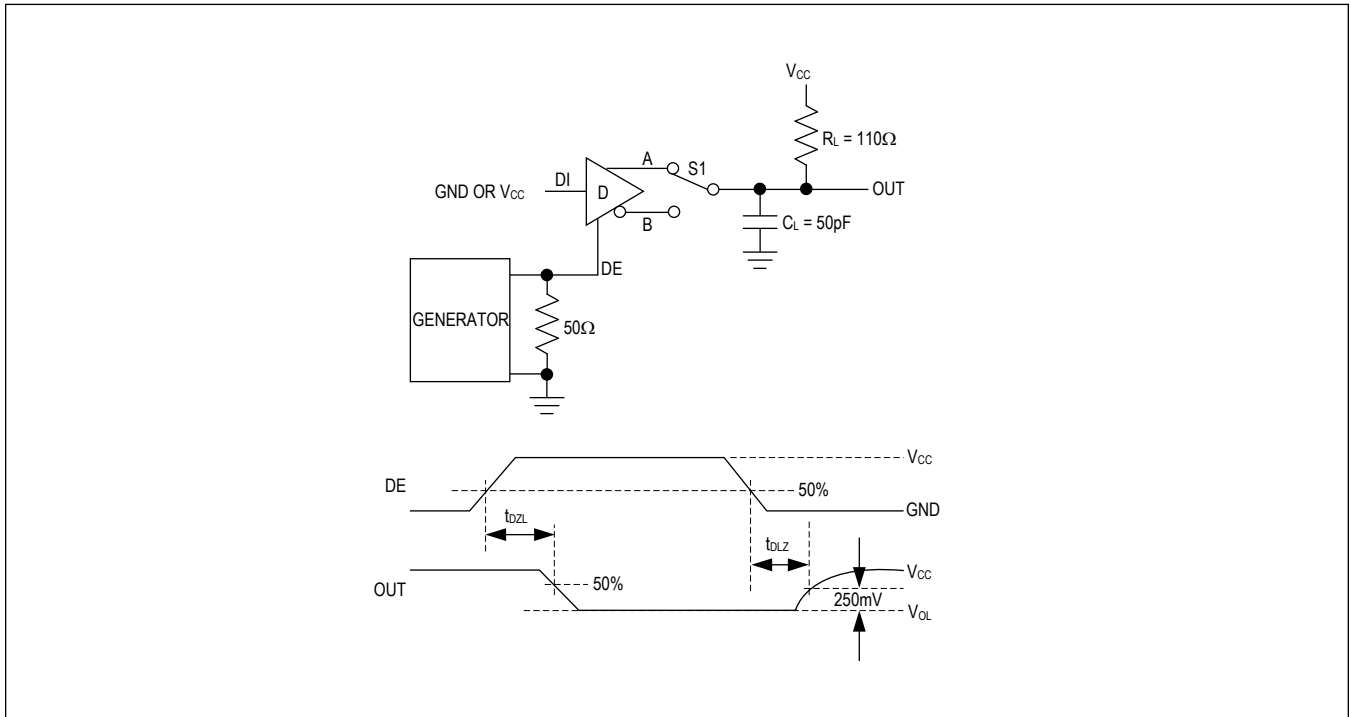 VCC
RL = 110Ω
A
S1
DI
GND OR VCC
D
OUT
B
CL = 50pF
DE
GENERATOR
50Ω
VCC
DE
50%
GND
tDZL
tDLZ
VCC
OUT
50%
250mV
VOL